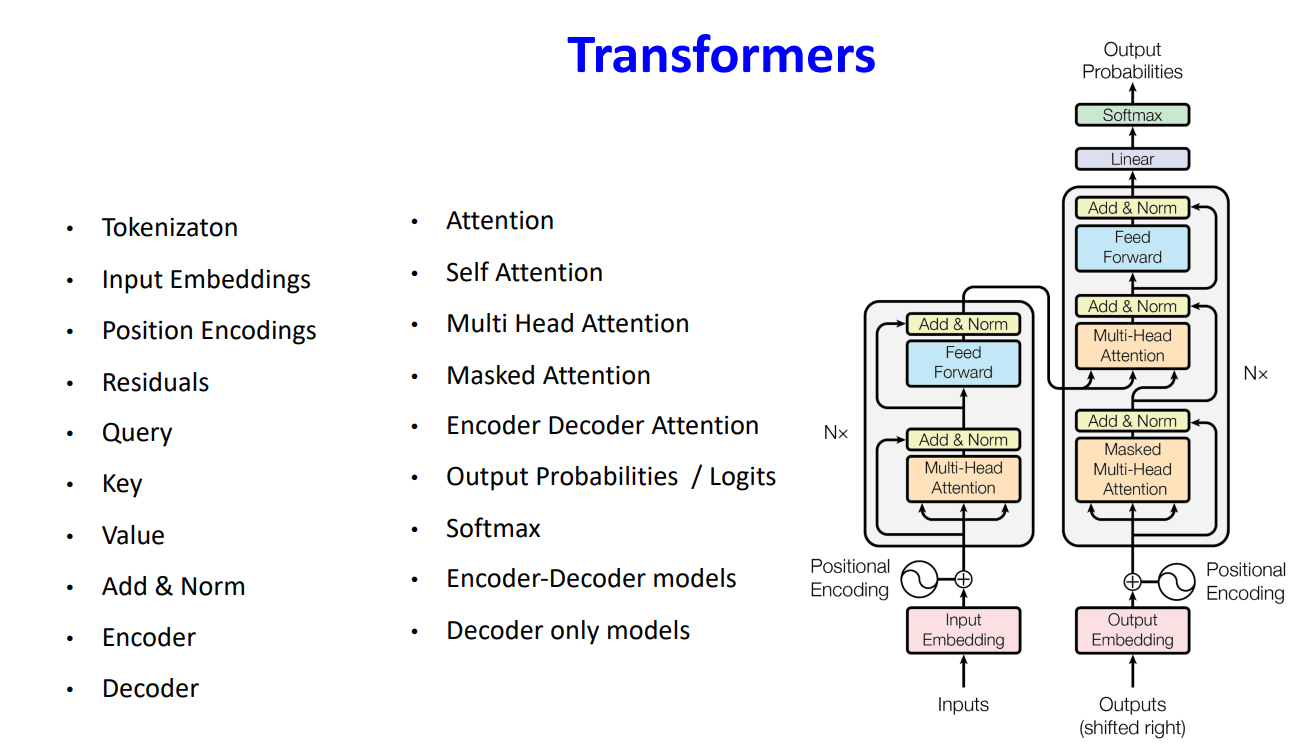 Transformers
• Tokenizaton
• Input Embeddings
• Position Encodings
• Residuals
• Query
• Key
• Value
• Add & Norm
• Encoder
• Decoder
• Attention
• Self Attention
• Multi Head Attention
• Masked Attention
• Encoder Decoder Attention
• Output Probabilities / Logits
• Softmax
• Encoder-Decoder models
• Decoder only models
Output
Probabilities
Softmax
Linear
Add & Norm
Feed
Forward
Add & Norm
Multi-Head
Attention
Add & Norm
Masked
Multi-Head
Attention
N×
Positional
Encoding
Output
Embedding
Outputs
(shifted right)
Add & Norm
Feed
Forward
Add & Norm
Multi-Head
Attention
N×
Positional
Encoding
Input
Embedding
Inputs